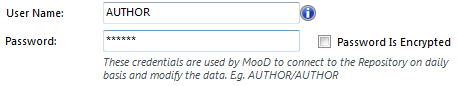 User Name: AUTHOR
Password: ****** Password Is Encrypted
These credentials are used by MooD to connect to the Repository on daily
basis and modify the data. E.g. AUTHOR/AUTHOR